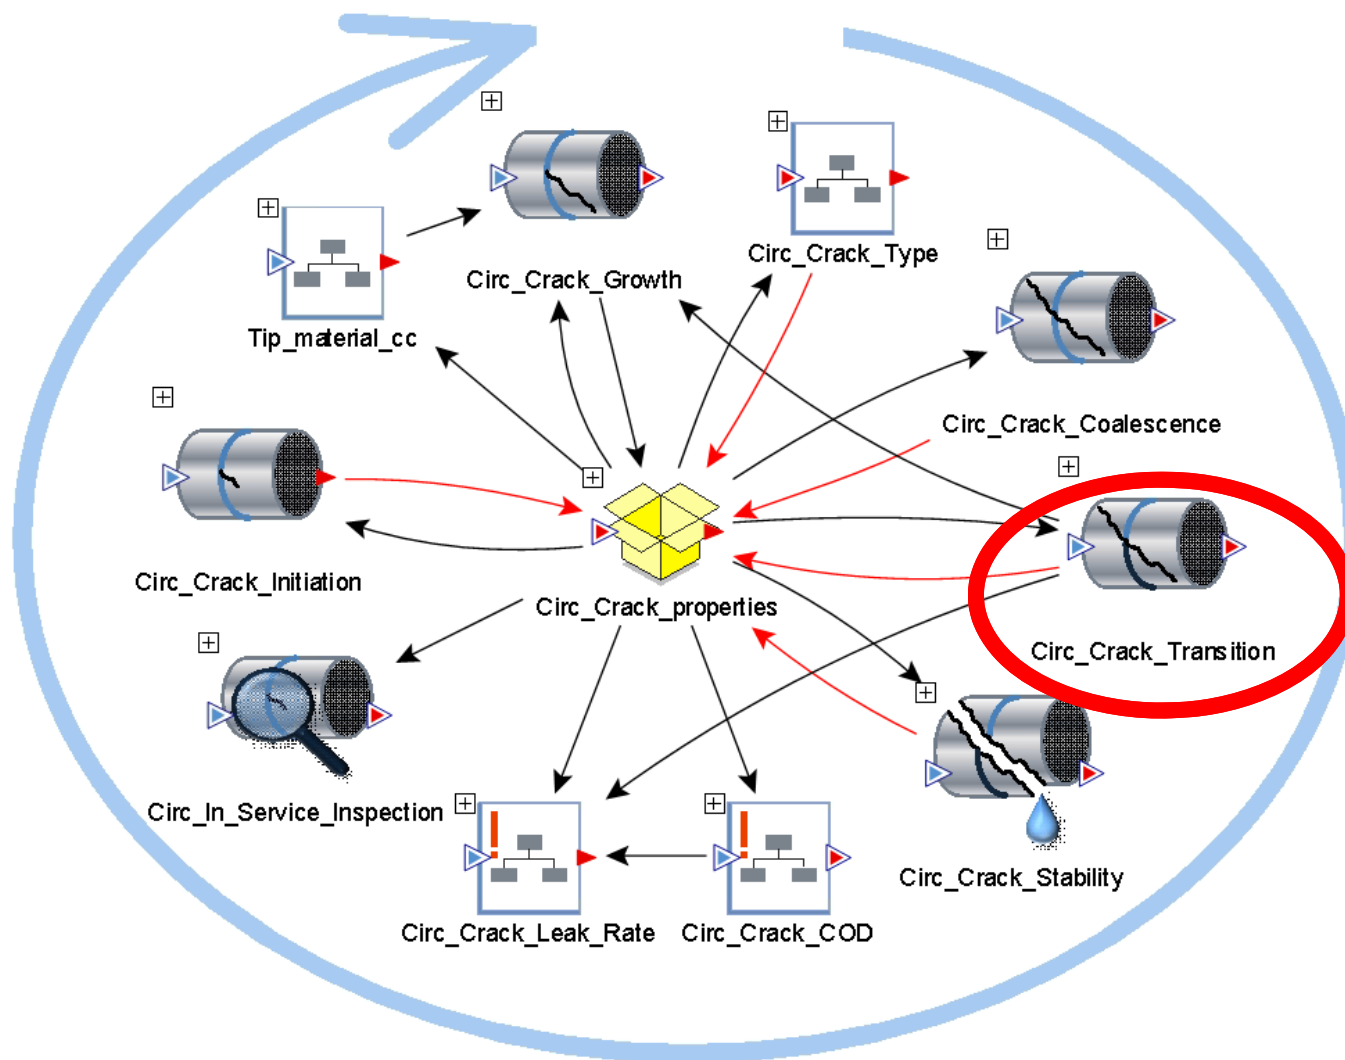 Circ_Crack_Type
Circ_Crack_Growth
Tip_material_cc
Circ_Crack_Coalescence
Circ_Crack_Initiation
Circ_Crack_properties
Circ_Crack_Transition
Circ_In_Service_Inspection
Circ_Crack_Stability
Circ_Crack_Leak_Rate
Circ_Crack_COD